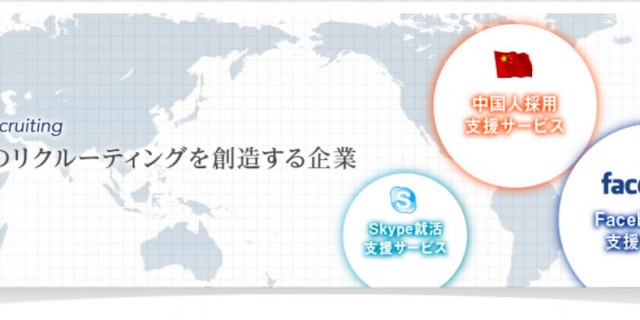 cruiting
のリクルーティングを創造する企業
中国人採用
支援サービス
S
Skype就活
支援サービス
face
Face
支援